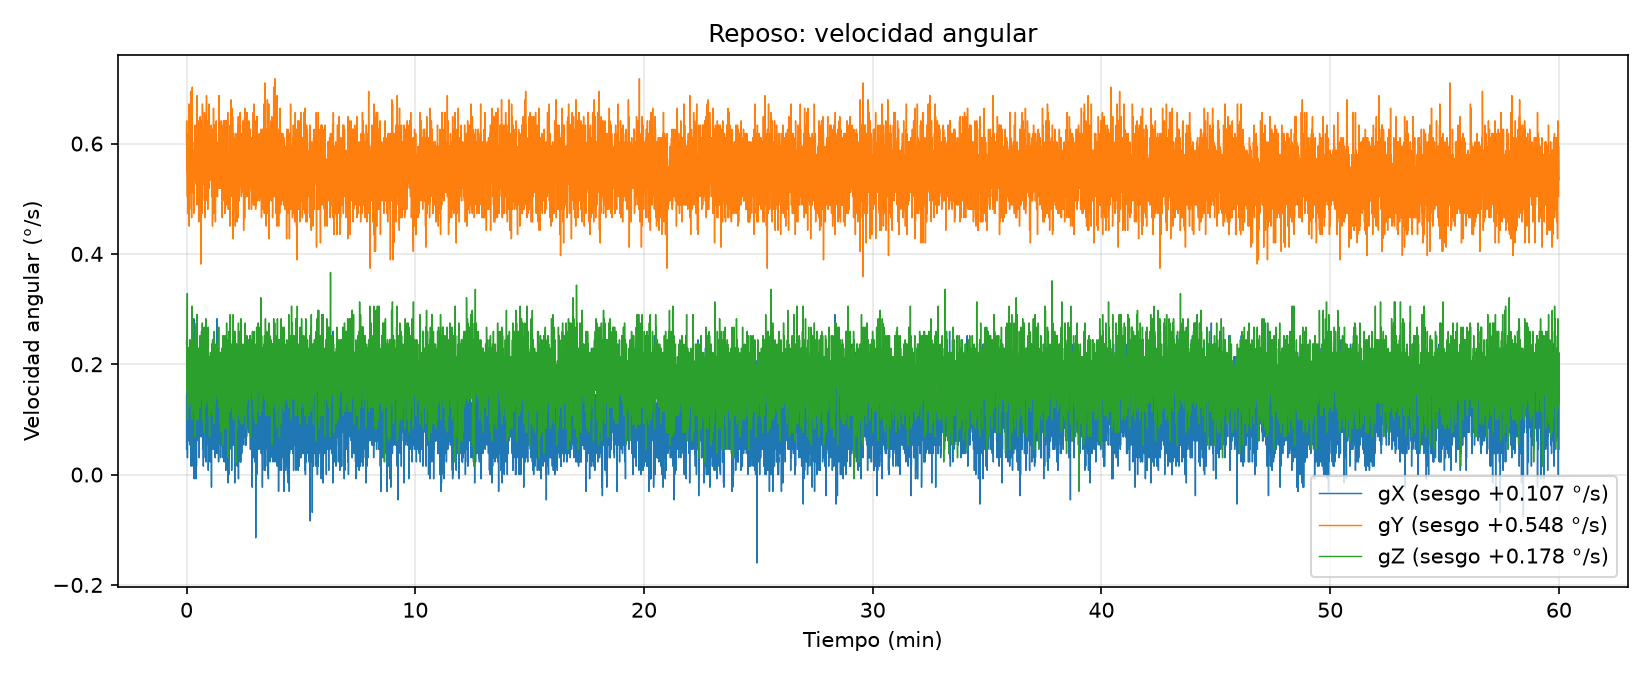 Reposo: velocidad angular
Velocidad angular (°/s)
0.6
0.4
0.2
0.0
−0.2
0
10
20
30
40
50
60
Tiempo (min)
gX (sesgo +0.107 °/s)
gY (sesgo +0.548 °/s)
gZ (sesgo +0.178 °/s)